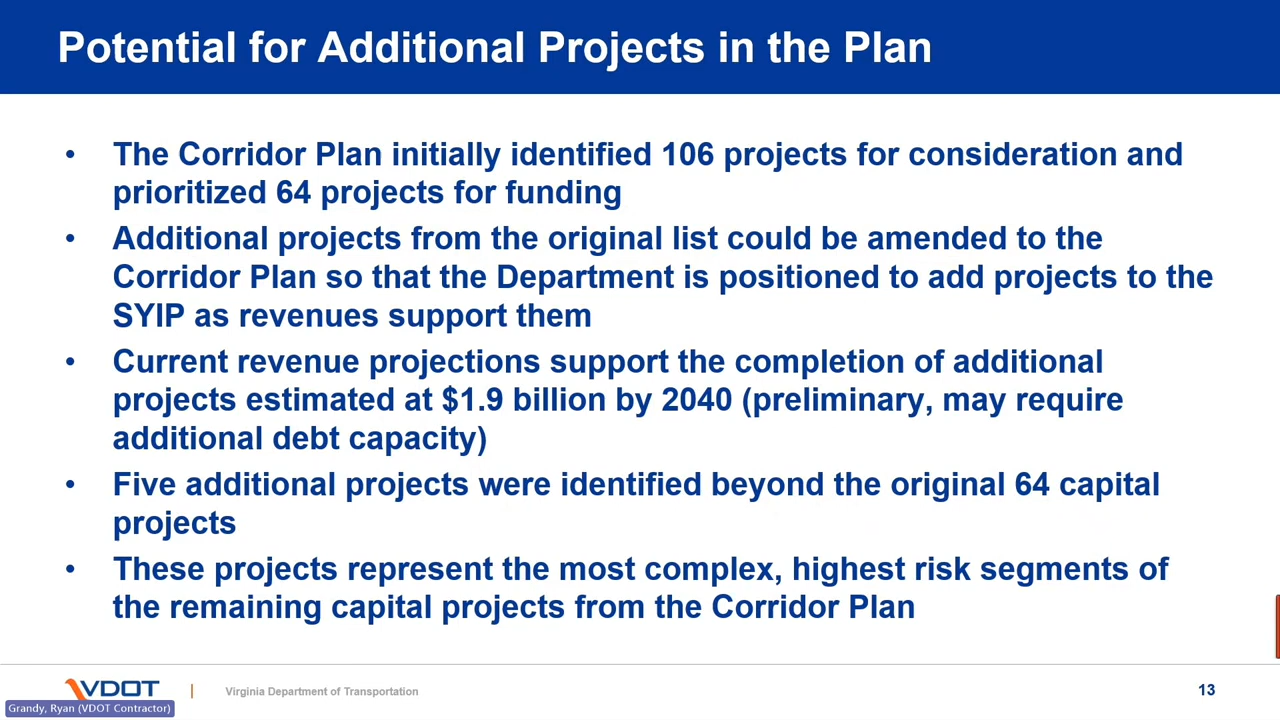 Potential for Additional Projects in the Plan
• The Corridor Plan initially identified 106 projects for consideration and
prioritized 64 projects for funding
• Additional projects from the original list could be amended to the
Corridor Plan so that the Department is positioned to add projects to the
SYIP as revenues support them
• Current revenue projections support the completion of additional
projects estimated at $1.9 billion by 2040 (preliminary, may require
additional debt capacity)
• Five additional projects were identified beyond the original 64 capital
projects
• These projects represent the most complex, highest risk segments of
the remaining capital projects from the Corridor Plan
VDOT | Virginia Department of Transportation 13
Grandy, Ryan (VDOT Contractor)